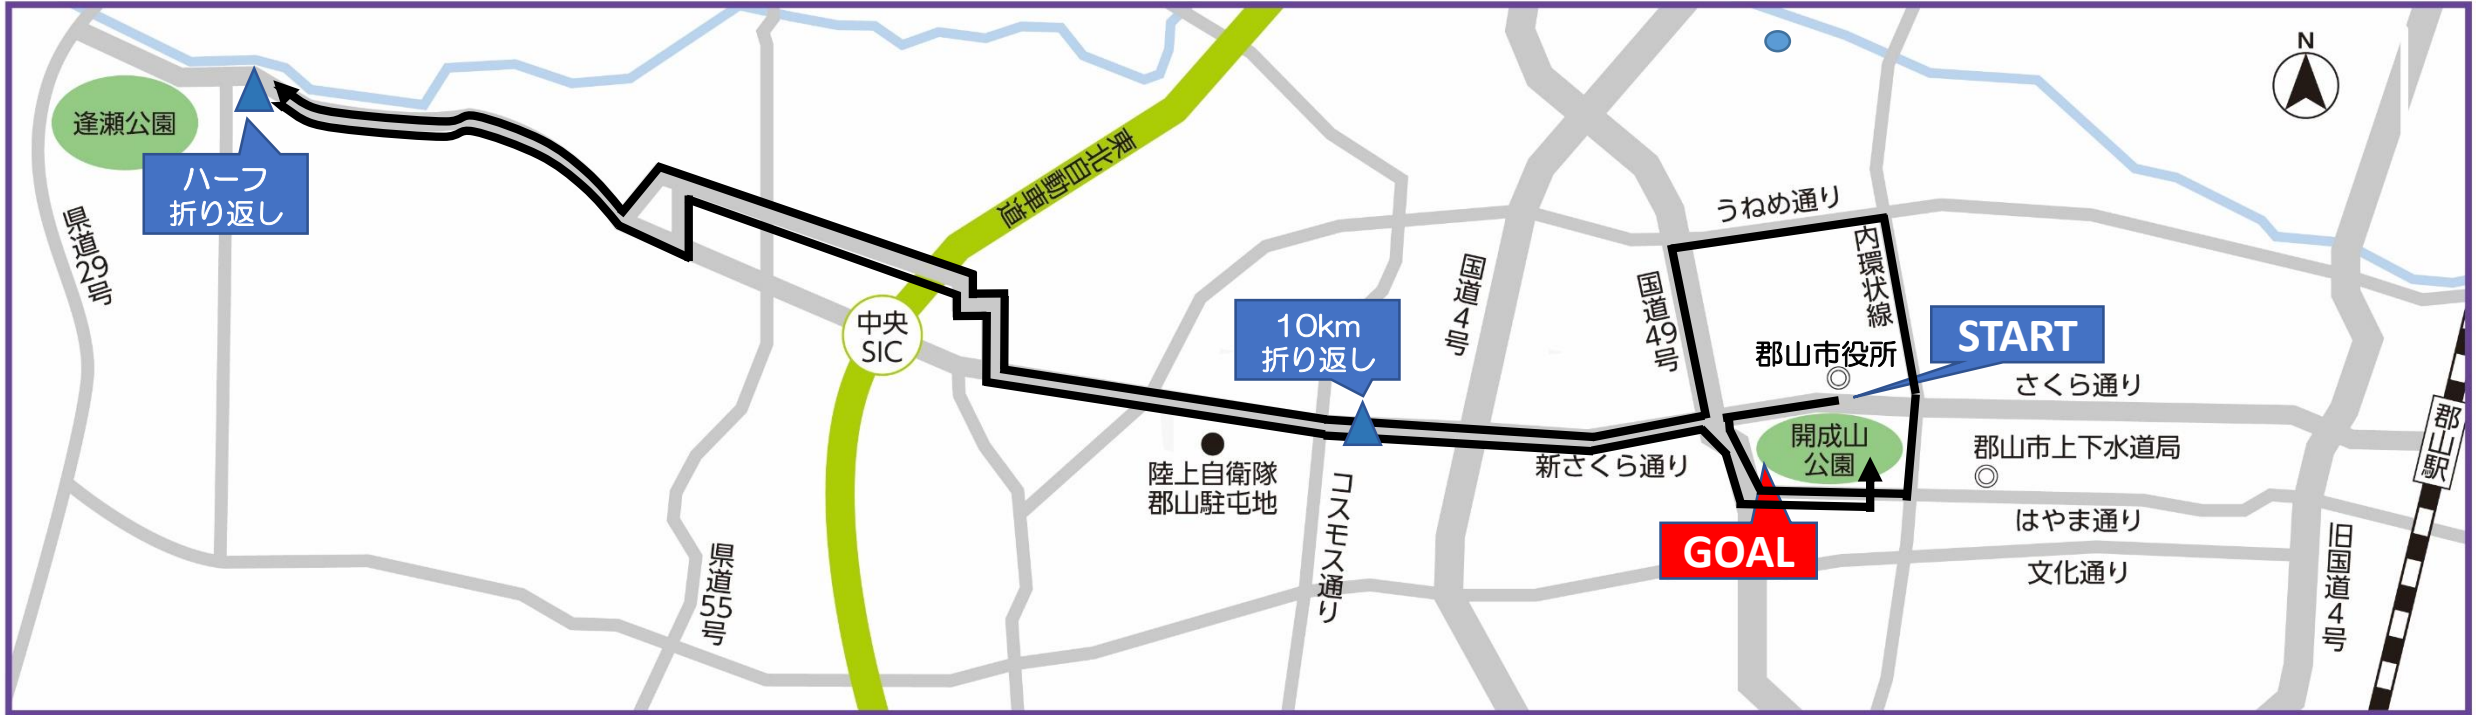 N
逢瀬公園
ハーフ
折り返し
県道29号
東北自動車道
うねめ通り
内環状線
国道4号
国道49号
10km
折り返し
START
中央
SIC
郡山市役所
さくら通り
開成山
公園
郡山市上下水道局
郡山駅
陸上自衛隊
郡山駐屯地
新さくら通り
コスモス通り
GOAL
はやま通り
文化通り
県道55号
旧国道4号